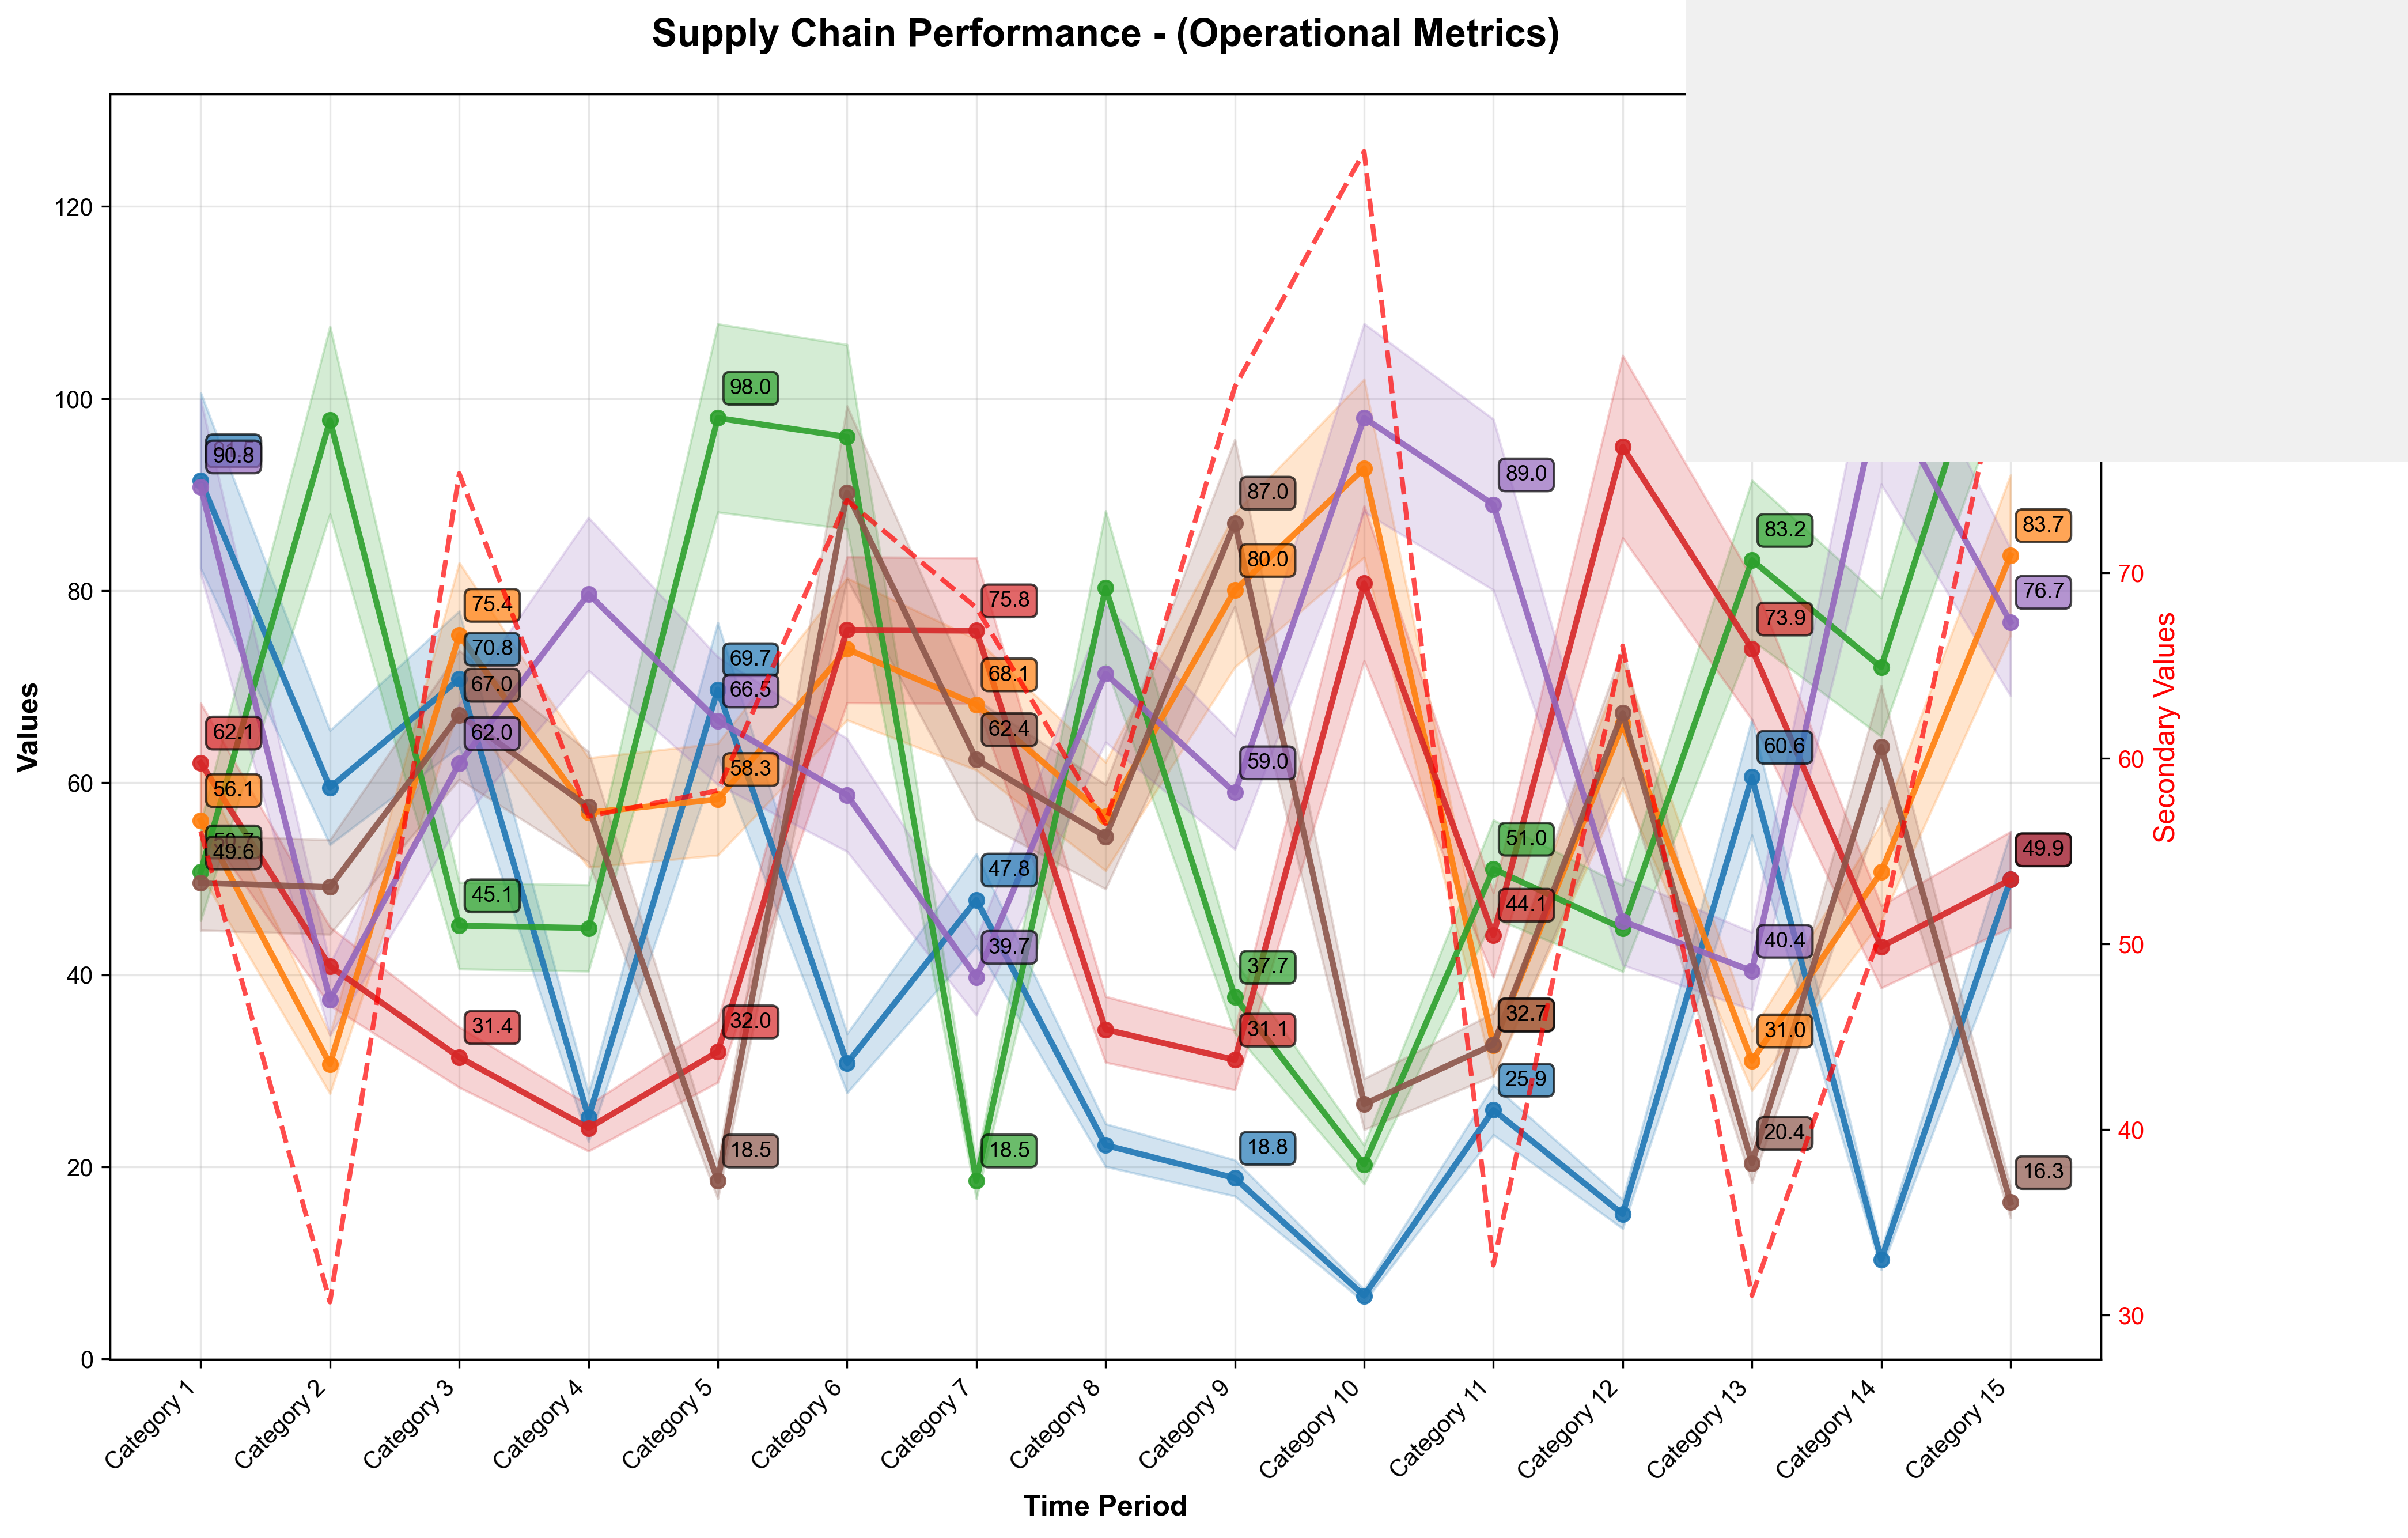 Supply Chain Performance - (Operational Metrics)
Values
120
100
80
60
40
20
0
90.8
62.1
56.1
49.6
75.4
70.8
67.0
62.0
45.1
31.4
98.0
69.7
66.5
58.3
32.0
18.5
75.8
68.1
62.4
47.8
39.7
18.5
87.0
80.0
59.0
37.7
31.1
18.8
89.0
51.0
44.1
32.7
25.9
83.2
73.9
60.6
40.4
31.0
20.4
83.7
76.7
49.9
16.3
70
60
50
40
30
Secondary Values
Category 1
Category 2
Category 3
Category 4
Category 5
Category 6
Category 7
Category 8
Category 9
Category 10
Category 11
Category 12
Category 13
Category 14
Category 15
Time Period